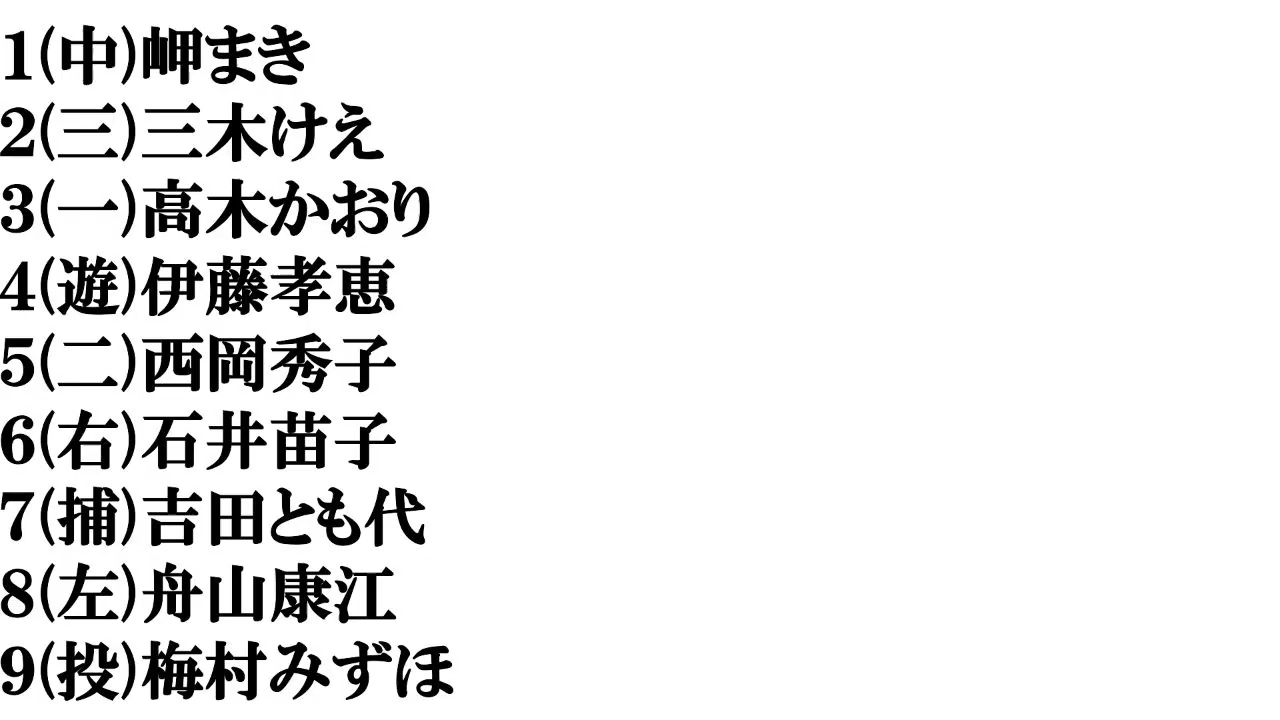 1(中)岬まき
2(三)三木けえ
3(一)高木かおり
4(遊)伊藤孝恵
5(二)西岡秀子
6(右)石井苗子
7(捕)吉田とも代
8(左)舟山康江
9(投)梅村みずほ